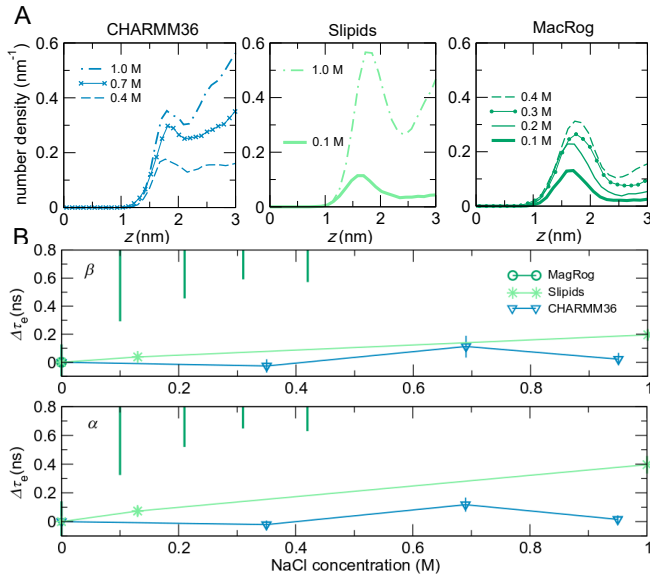 A
CHARMM36
Slipids
MacRog
number density (nm-1)
0.6
0.4
0.2
0
1.0 M
0.7 M
0.4 M
0 1 2 3
z (nm)
0.6
0.4
0.2
0
1.0 M
0.1 M
0 1 2 3
z (nm)
0.6
0.4
0.2
0
0.4 M
0.3 M
0.2 M
0.1 M
0 1 2 3
z (nm)
B
β
Δτe(ns)
0.8
0.6
0.4
0.2
0
MagRog
Slipids
CHARMM36
0 0.2 0.4 0.6 0.8 1
α
Δτe(ns)
0.8
0.6
0.4
0.2
0
0 0.2 0.4 0.6 0.8 1
NaCl concentration (M)